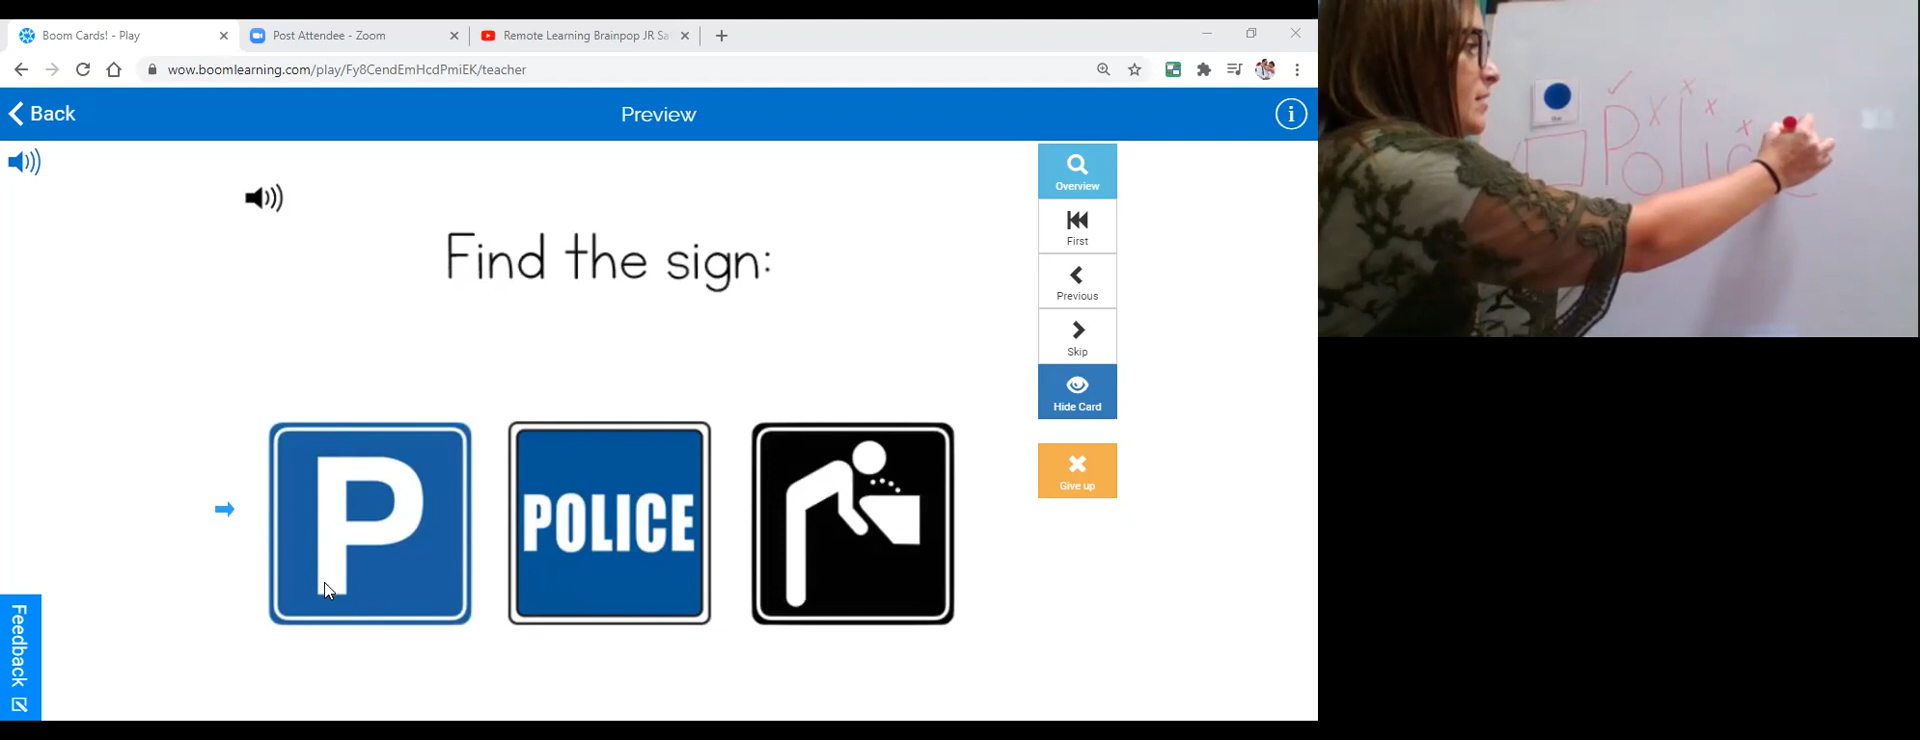 Boom Cards! - Play
Post Attendee - Zoom
Remote Learning Brainpop JR Sa
wow.boomlearning.com/play/Fy8CendEmHcdPmiEK/teacher
Back
Preview
Overview
First
Previous
Skip
Hide Card
Give up
Find the sign:
P
POLICE
Feedback
Polic